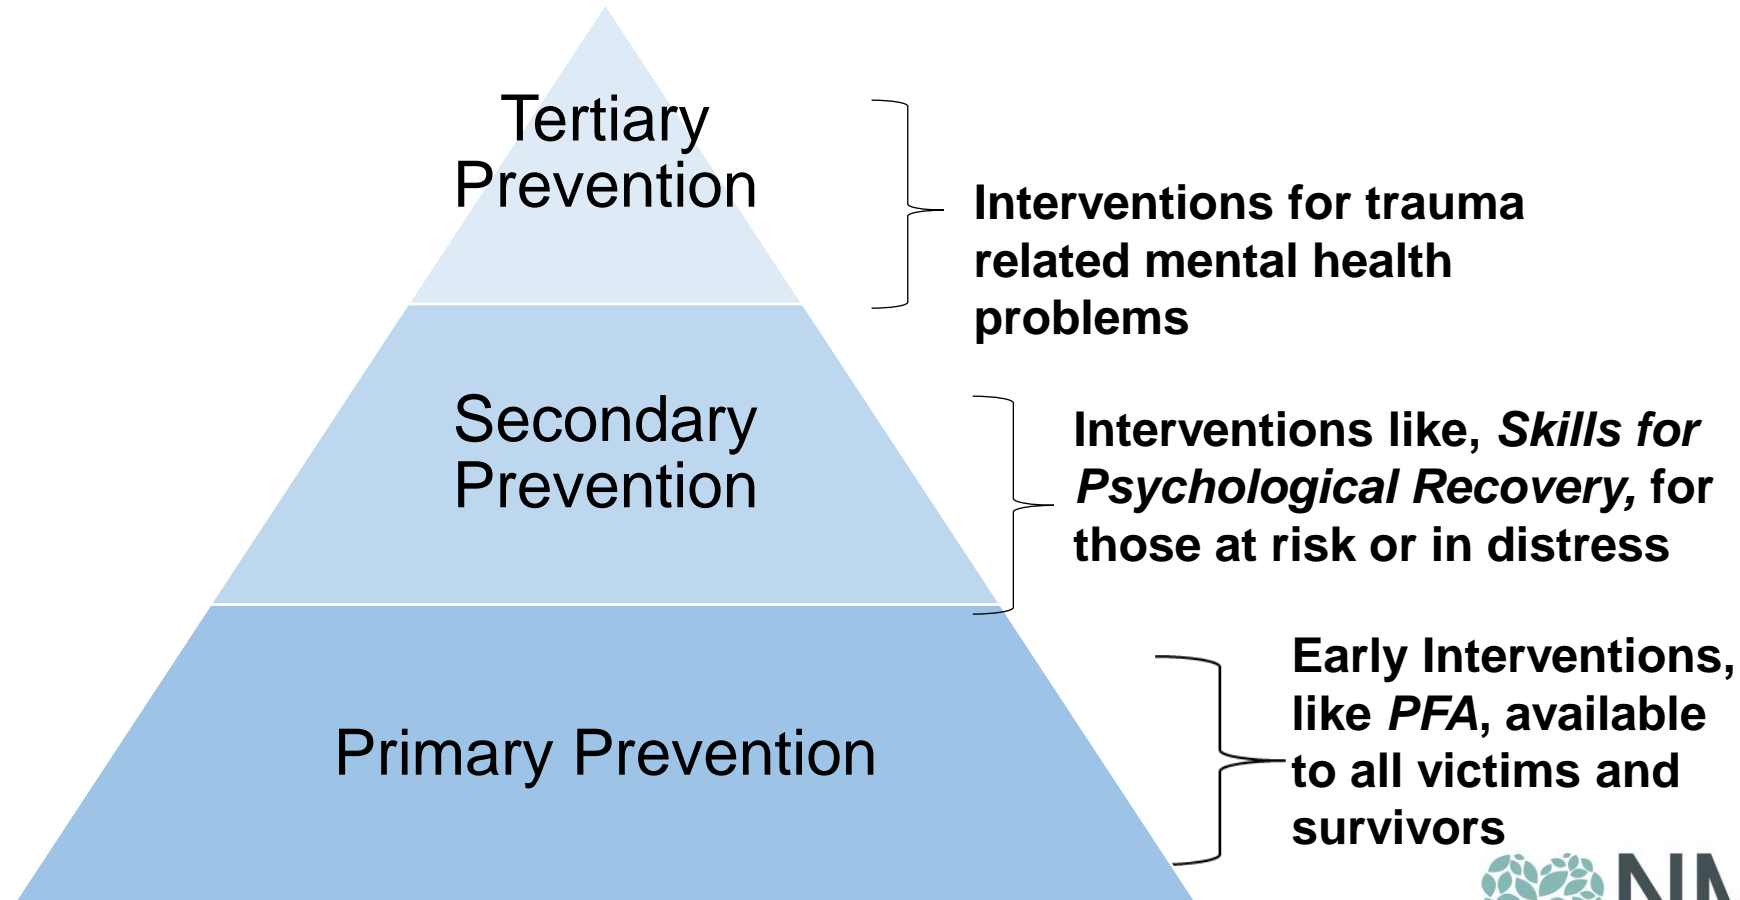 Tertiary
Prevention
Interventions for trauma
related mental health
problems
Secondary
Prevention
Interventions like, Skills for
Psychological Recovery, for
those at risk or in distress
Primary Prevention
Early Interventions,
like PFA, available
to all victims and
survivors